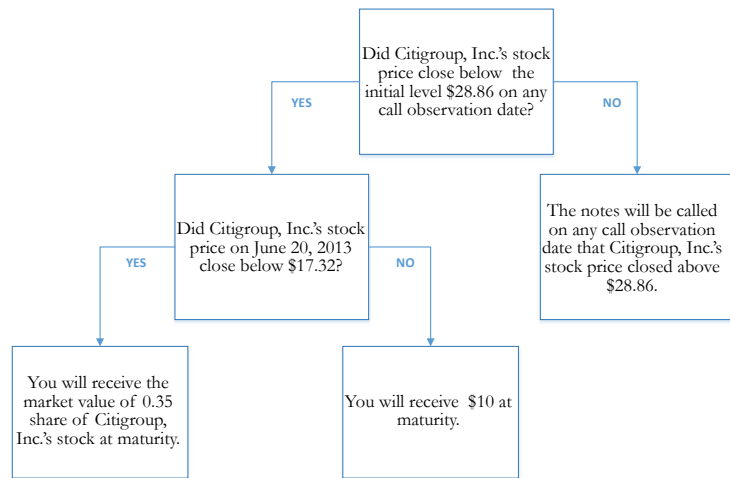 Did Citigroup, Inc.'s stock
price close below the
initial level $28.86 on any
call observation date?
YES
NO
Did Citigroup, Inc.'s stock
price on June 20, 2013
close below $17.32?
The notes will be called
on any call observation
date that Citigroup, Inc.'s
stock price closed above
$28.86.
YES
NO
You will receive the
market value of 0.35
share of Citigroup,
Inc.'s stock at maturity.
You will receive $10 at
maturity.